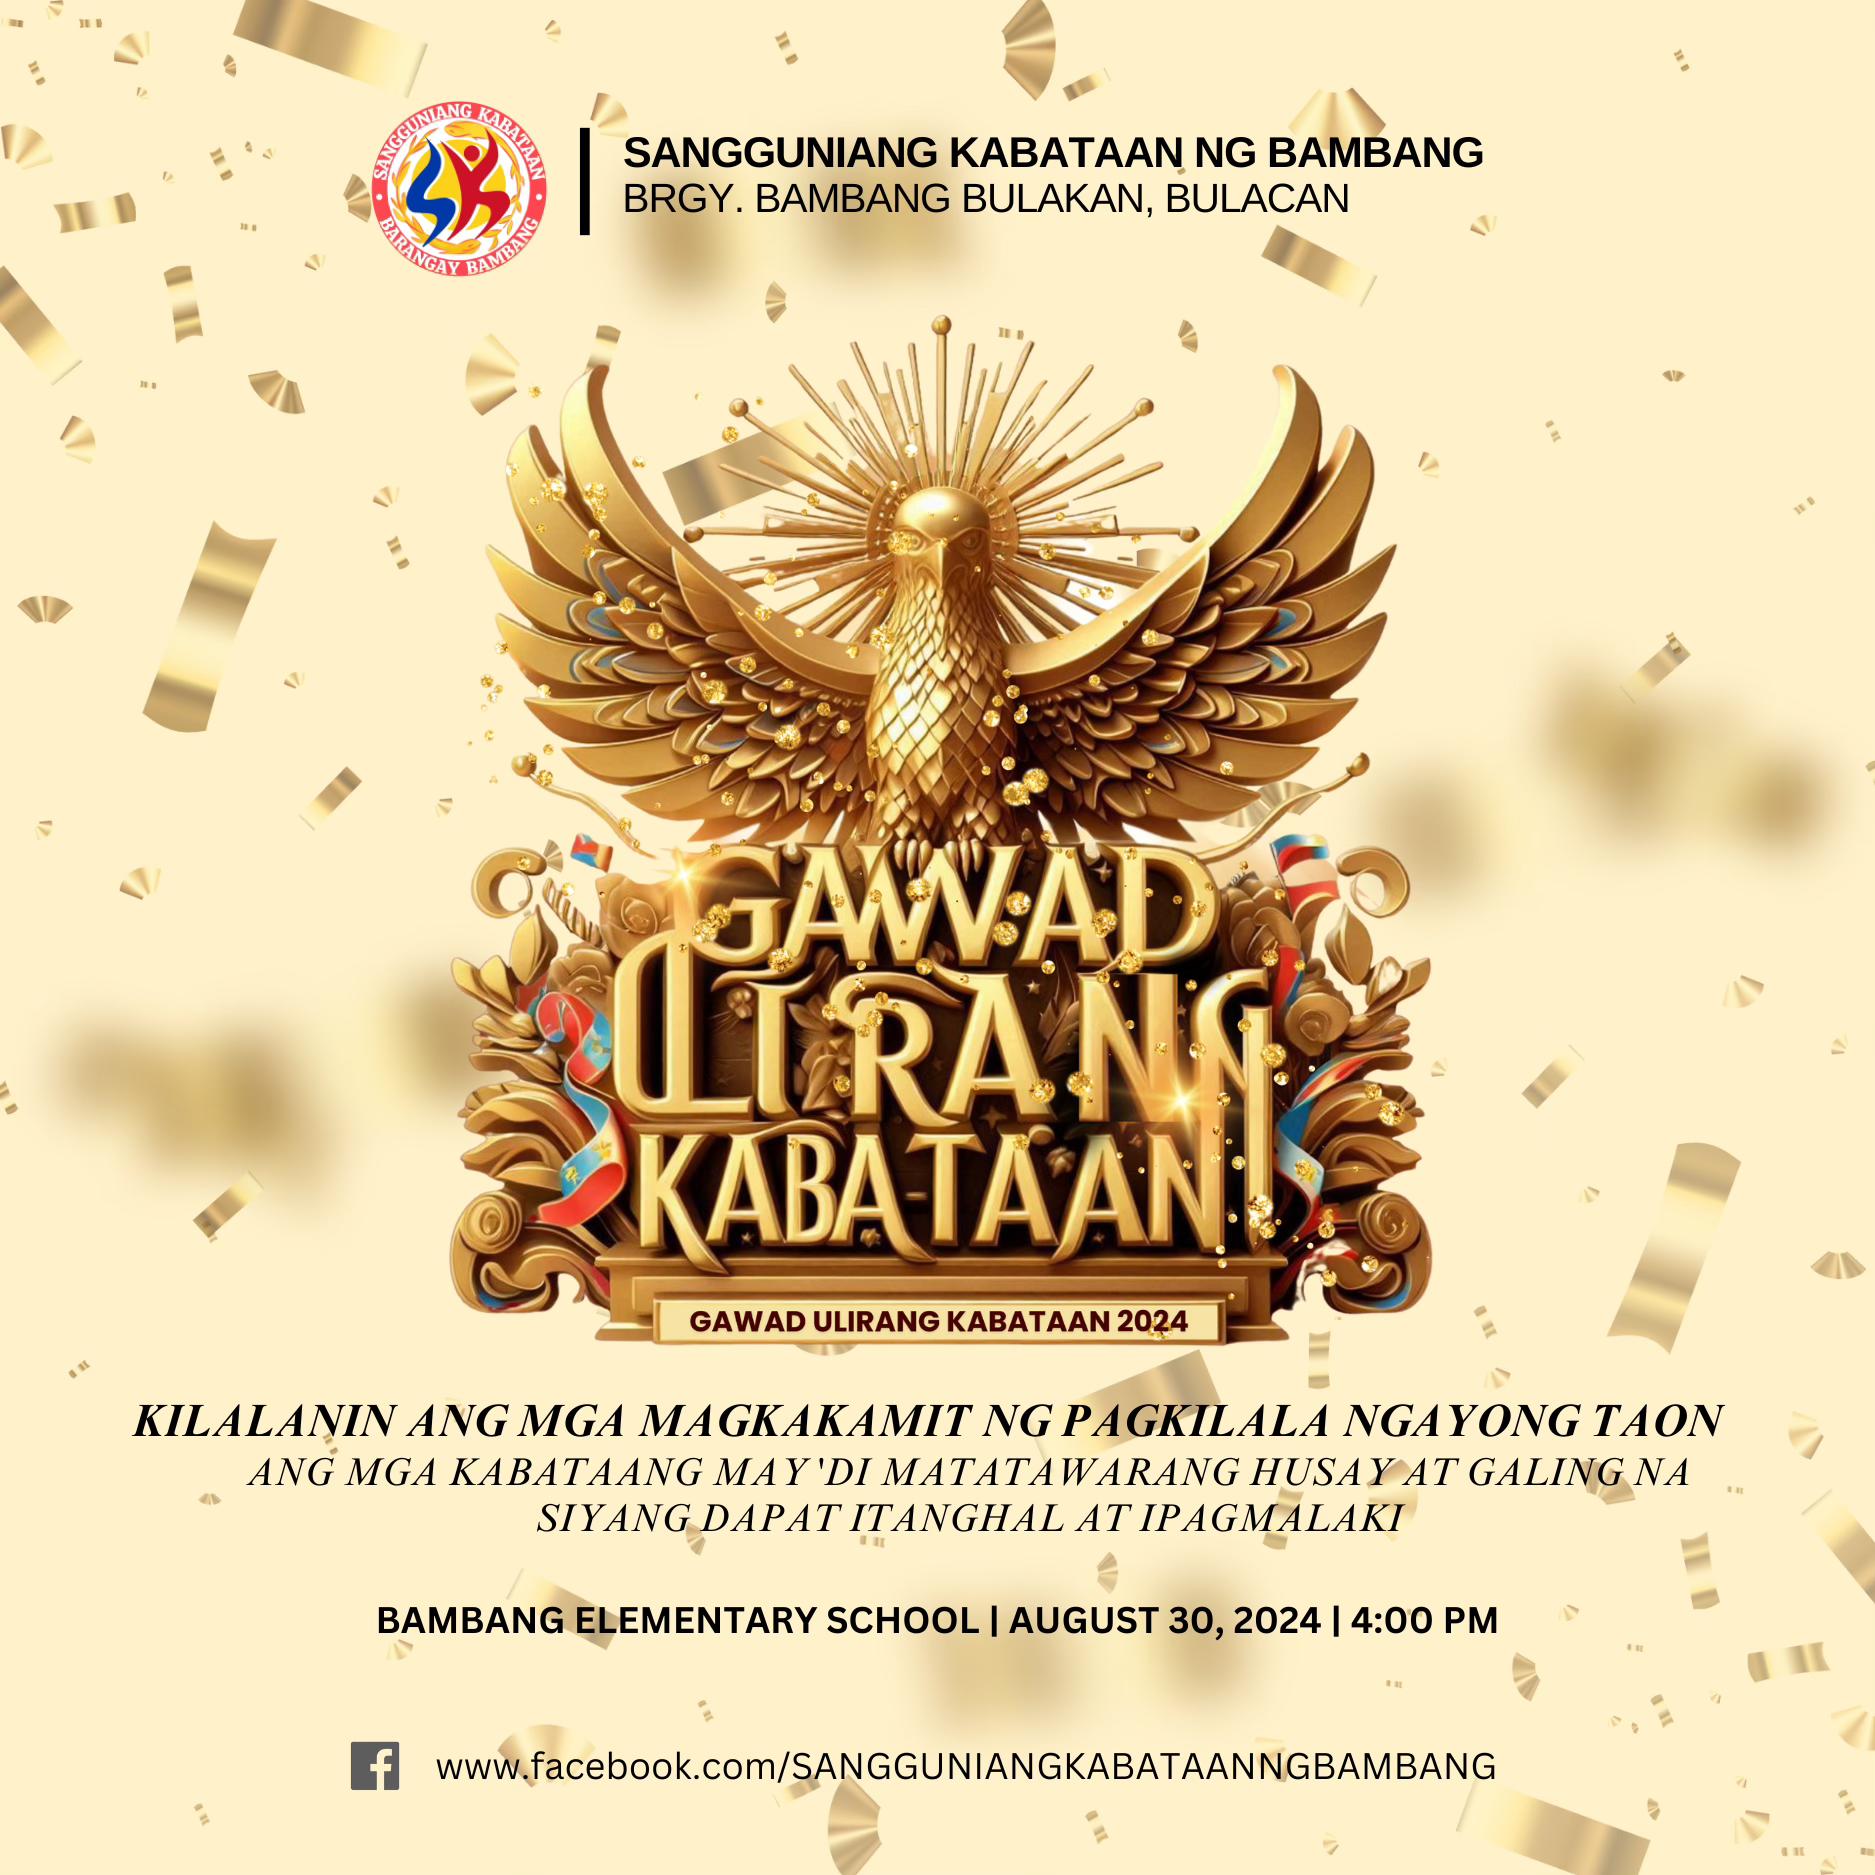 SANGGUNIANG KABATAAN
BARANGAY BAMBANG
SANGGUNIANG KABATAAN NG BAMBANG
BRGY. BAMBANG BULAKAN, BULACAN
GAWAD
ULIRANG
KABATAAN
GAWAD ULIRANG KABATAAN 2024
KILALANIN ANG MGA MAGKAKAMIT NG PAGKILALA NGAYONG TAON
ANG MGA KABATAANG MAY'DI MATATAWARANG HUSAY AT GALING NA
SIYANG DAPAT ITANGHAL AT IPAGMALAKI
BAMBANG ELEMENTARY SCHOOL | AUGUST 30, 2024 | 4:00 PM
www.facebook.com/SANGGUNIANGKABATAANNGBAMBANG